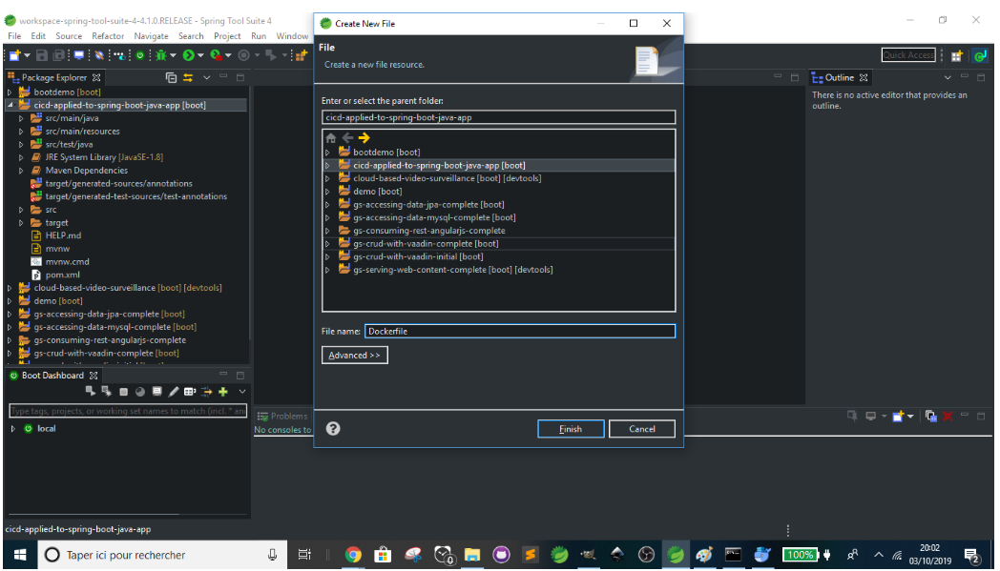 workspace-spring-tool-suite-4-4.1.0.RELEASE - Spring Tool Suite 4
File Edit Source Refactor Navigate Search Project Run Window
Quick Access
Package Explorer
bootdemo [boot]
cicd-applied-to-spring-boot-java-app [boot]
src/main/java
src/main/resources
src/test/java
JRE System Library [JavaSE-1.8]
Maven Dependencies
target/generated-sources/annotations
target/generated-test-sources/test-annotations
src
target
HELP.md
mvnw
mvnw.cmd
pom.xml
cloud-based-video-surveillance [boot] [devtools]
demo [boot]
gs-accessing-data-jpa-complete [boot]
gs-accessing-data-mysql-complete [boot]
gs-consuming-rest-angularjs-complete
gs-crud-with-vaadin-complete [boot]
Boot Dashboard
Type tags, projects, or working set names to match (incl. * an
local
Create New File
File
Create a new file resource.
Enter or select the parent folder:
cicd-applied-to-spring-boot-java-app
bootdemo [boot]
cicd-applied-to-spring-boot-java-app [boot]
cloud-based-video-surveillance [boot] [devtools]
demo [boot]
gs-accessing-data-jpa-complete [boot]
gs-accessing-data-mysql-complete [boot]
gs-consuming-rest-angularjs-complete
gs-crud-with-vaadin-complete [boot]
gs-crud-with-vaadin-initial [boot]
gs-serving-web-content-complete [boot] [devtools]
File name: Dockerfile
Advanced >>
Finish Cancel
Problems
No consoles to
Outline
There is no active editor that provides an
outline.
cicd-applied-to-spring-boot-java-app
Taper ici pour rechercher
100%
20:02
03/10/2019